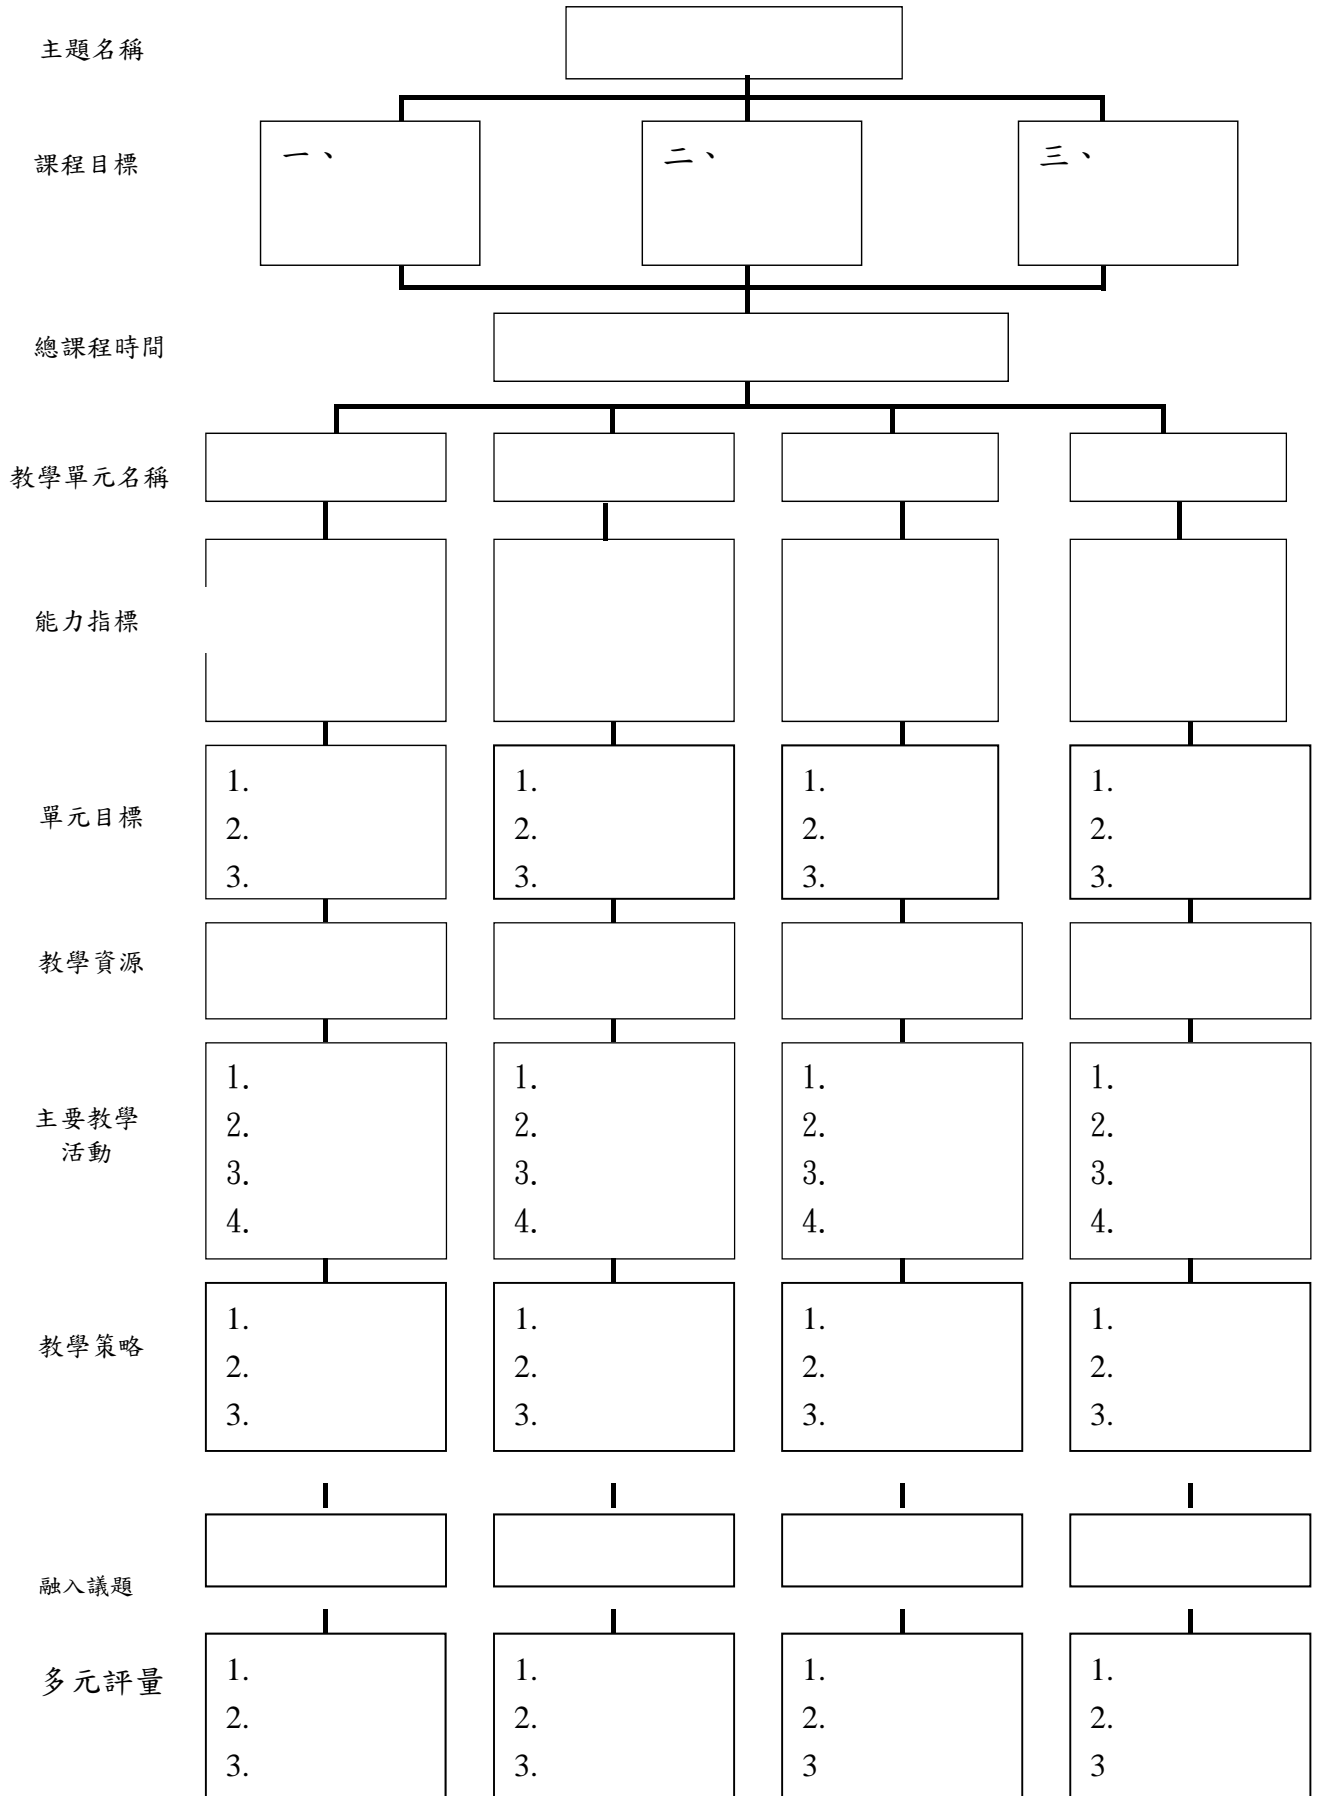 主題名稱
課程目標
一、 二、 三、
總課程時間
教學單元名稱
能力指標
單元目標
1. 1. 1. 1.
2. 2. 2. 2.
3. 3. 3. 3.
教學資源
主要教學
活動
1. 1. 1. 1.
2. 2. 2. 2.
3. 3. 3. 3.
4. 4. 4. 4.
教學策略
1. 1. 1. 1.
2. 2. 2. 2.
3. 3. 3. 3.
融入議題
多元評量
1. 1. 1. 1.
2. 2. 2. 2.
3. 3. 3 3